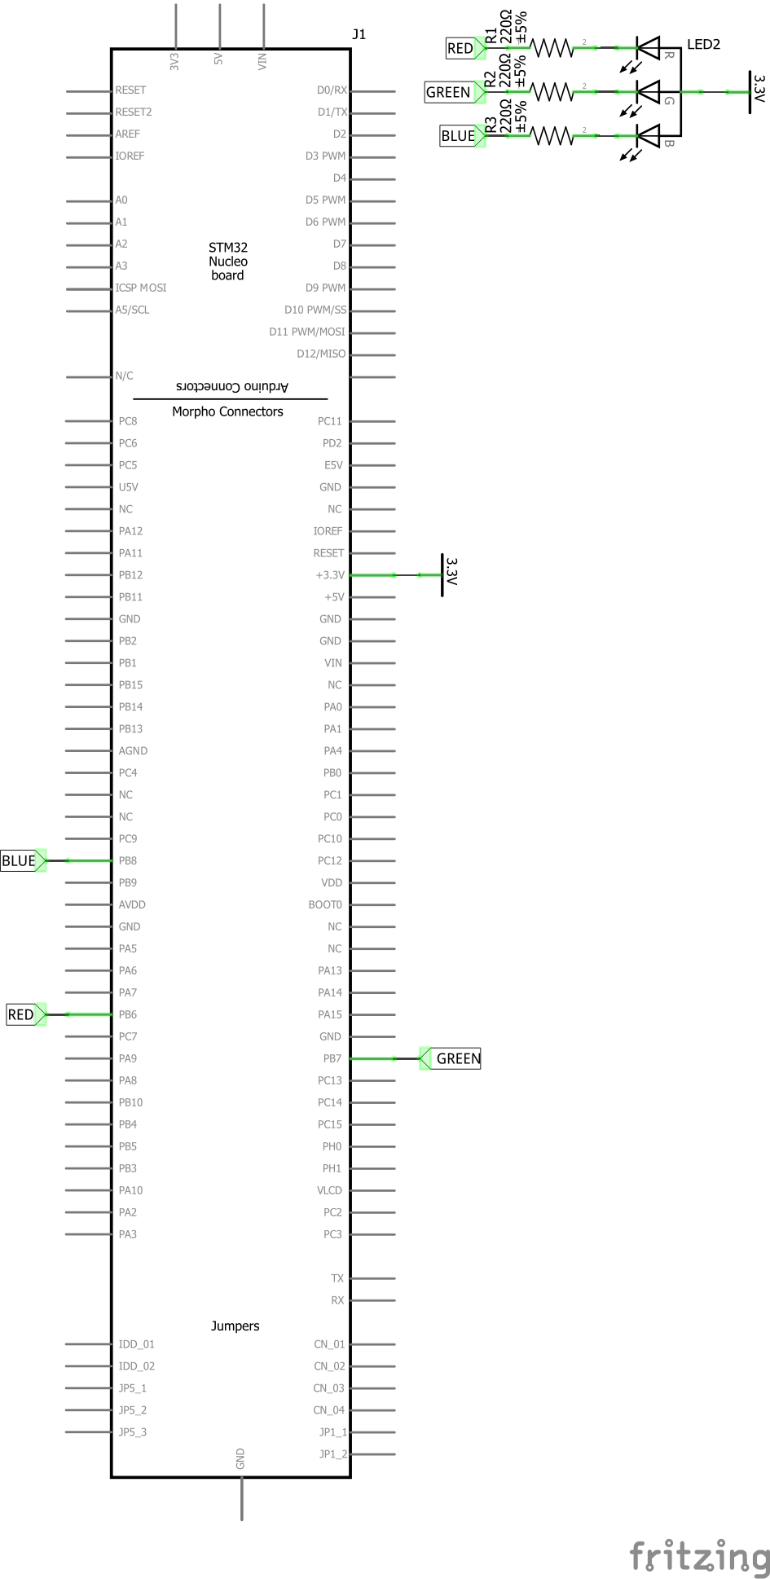 J1
3V3
5V
VIN
RESET
RESET2
AREF
IOREF
A0
A1
A2
A3
ICSP MOSI
A5/SCL
N/C
D0/RX
D1/TX
D2
D3 PWM
D4
D5 PWM
D6 PWM
D7
D8
D9 PWM
D10 PWM/SS
D11 PWM/MOSI
D12/MISO
STM32
Nucleo
board
Arduino Connectors
Morpho Connectors
PC8
PC6
PC5
U5V
NC
PA12
PA11
PB12
PB11
GND
PB2
PB1
PB15
PB14
PB13
AGND
PC4
NC
NC
PC9
PB8
PB9
AVDD
GND
PA5
PA6
PA7
PB6
PC7
PA9
PA8
PB10
PB4
PB5
PB3
PA10
PA2
PA3
PC11
PD2
E5V
GND
NC
IOREF
RESET
+3.3V
+5V
GND
GND
VIN
NC
PA0
PA1
PA4
PB0
PC1
PC0
PC10
PC12
VDD
BOOT0
NC
NC
PA13
PA14
PA15
GND
PB7
PC13
PC14
PC15
PH0
PH1
VLCD
PC2
PC3
TX
RX
Jumpers
IDD_01
IDD_02
JP5_1
JP5_2
JP5_3
CN_01
CN_02
CN_03
CN_04
JP1_1
JP1_2
GND
BLUE
RED
GREEN
3.3V
RED
R1
220Ω
±5%
2
R
GREEN
R2
220Ω
±5%
2
G
BLUE
R3
220Ω
±5%
2
B
LED2
3.3V
fritzing